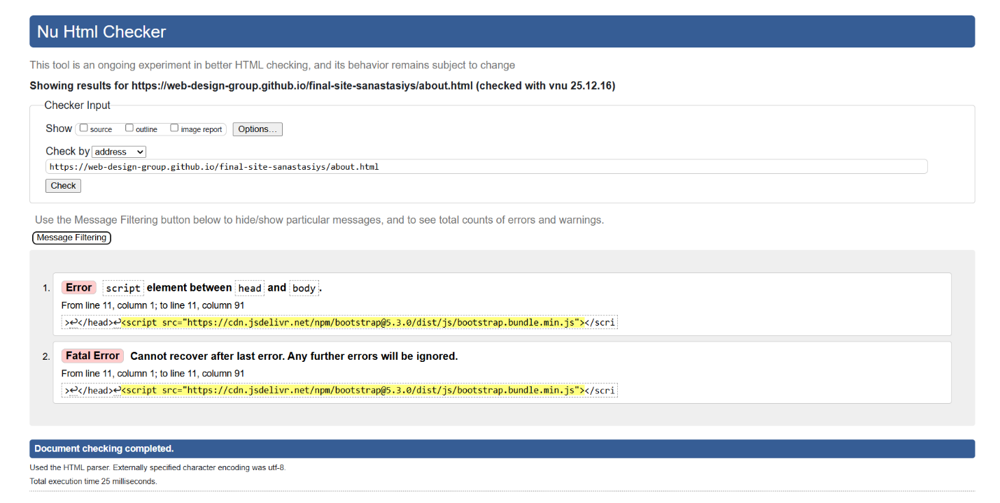 Nu Html Checker
This tool is an ongoing experiment in better HTML checking, and its behavior remains subject to change
Showing results for https://web-design-group.github.io/final-site-sanastasiys/about.html (checked with vnu 25.12.16)
Checker Input
Show source outline image report Options...
Check by address
https://web-design-group.github.io/final-site-sanastasiys/about.html
Check
Use the Message Filtering button below to hide/show particular messages, and to see total counts of errors and warnings.
Message Filtering
1. Error script element between head and body.
From line 11, column 1; to line 11, column 91
>↩</head>↩<script src="https://cdn.jsdelivr.net/npm/bootstrap@5.3.0/dist/js/bootstrap.bundle.min.js"></scri
2. Fatal Error Cannot recover after last error. Any further errors will be ignored.
From line 11, column 1; to line 11, column 91
>↩</head>↩<script src="https://cdn.jsdelivr.net/npm/bootstrap@5.3.0/dist/js/bootstrap.bundle.min.js"></scri
Document checking completed.
Used the HTML parser. Externally specified character encoding was utf-8.
Total execution time 25 milliseconds.